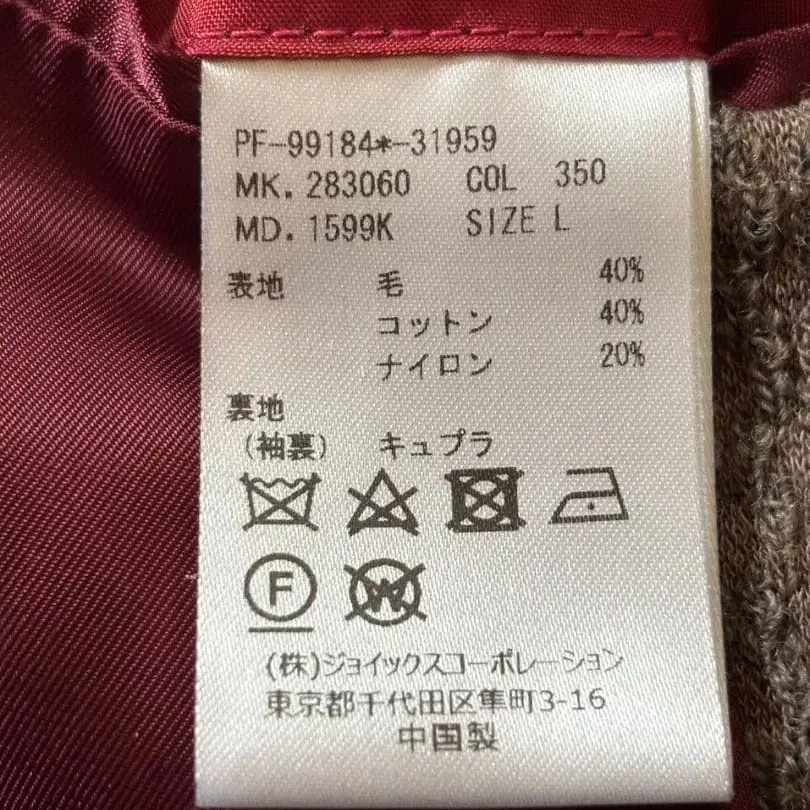 PF-99184*-31959
MK. 283060 COL 350
MD. 1599K SIZE L
表地 毛 40%
コットン 40%
ナイロン 20%
裏地
(袖裏) キュプラ
F W
(株)ジョイックスコーポレーション
東京都千代田区隼町3-16
中国製